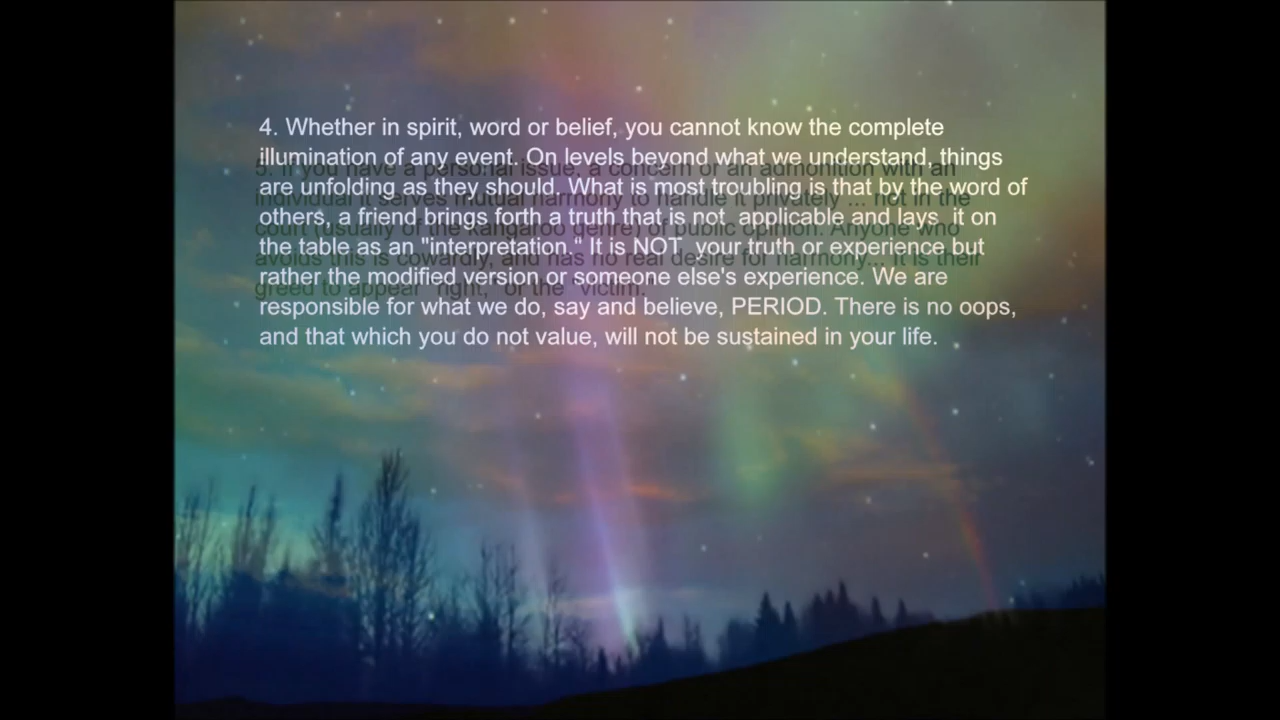 4. Whether in spirit, word or belief, you cannot know the complete
illumination of any event. On levels beyond what we understand, things
are unfolding as they should. What is most troubling is that by the word of
others, a friend brings forth a truth that is not applicable and lays it on
the table as an "interpretation.“ It is NOT your truth or experience but
rather the modified version or someone else's experience. We are
responsible for what we do, say and believe, PERIOD. There is no oops,
and that which you do not value, will not be sustained in your life.
5. If you have a personal issue, a concern or an admonition with an
individual it serves mutual harmony to handle it privately ... not in the
court (usually of the kangaroo genre) of public opinion. Anyone who
avoids this is cowardly, and has no real desire for harmony... It is their
greed to appear "right," or the "victim."